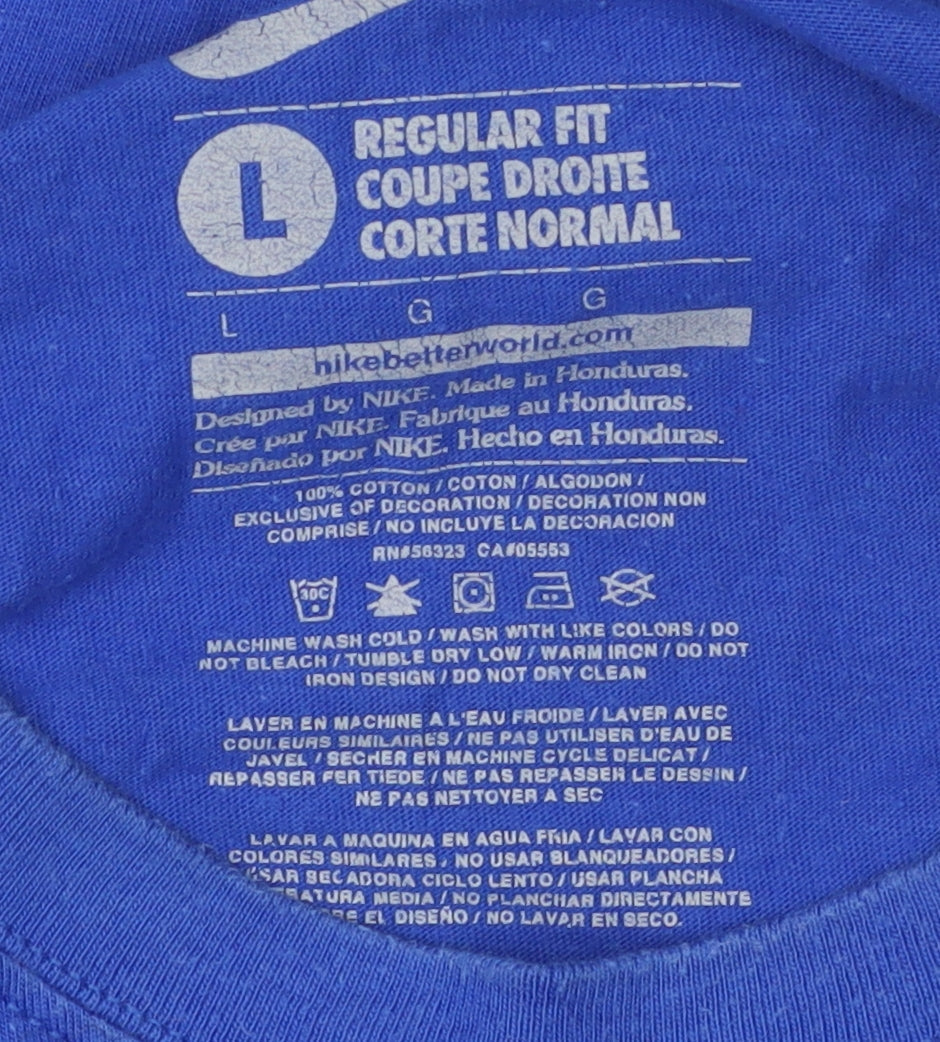 L
REGULAR FIT
COUPE DROITE
CORTE NORMAL
L G G
nikebetterworld.com
Designed by NIKE. Made in Honduras.
Crée par NIKE. Fabrique au Honduras.
Diseñado por NIKE. Hecho en Honduras.
100% COTTON / COTON / ALGODON /
EXCLUSIVE OF DECORATION / DECORATION NON
COMPRISE / NO INCLUYE LA DECORACION
RN#56323 CA#05553
30C
MACHINE WASH COLD / WASH WITH LIKE COLORS / DO
NOT BLEACH / TUMBLE DRY LOW / WARM IRON / DO NOT
IRON DESIGN / DO NOT DRY CLEAN
LAVER EN MACHINE A L'EAU FROIDE / LAVER AVEC
COULEURS SIMILAIRES / NE PAS UTILISER D'EAU DE
JAVEL / SECHER EN MACHINE CYCLE DELICAT /
REPASSER FER TIEDE / NE PAS REPASSER LE DESSIN /
NE PAS NETTOYER A SEC
LAVAR A MAQUINA EN AGUA FRIA / LAVAR CON
COLORES SIMILARES / NO USAR BLANQUEADORES /
SECADORA CICLO LENTO / USAR PLANCHA
MEDIA / NO PLANCHAR DIRECTAMENTE
EL DISEÑO / NO LAVAR EN SECO.